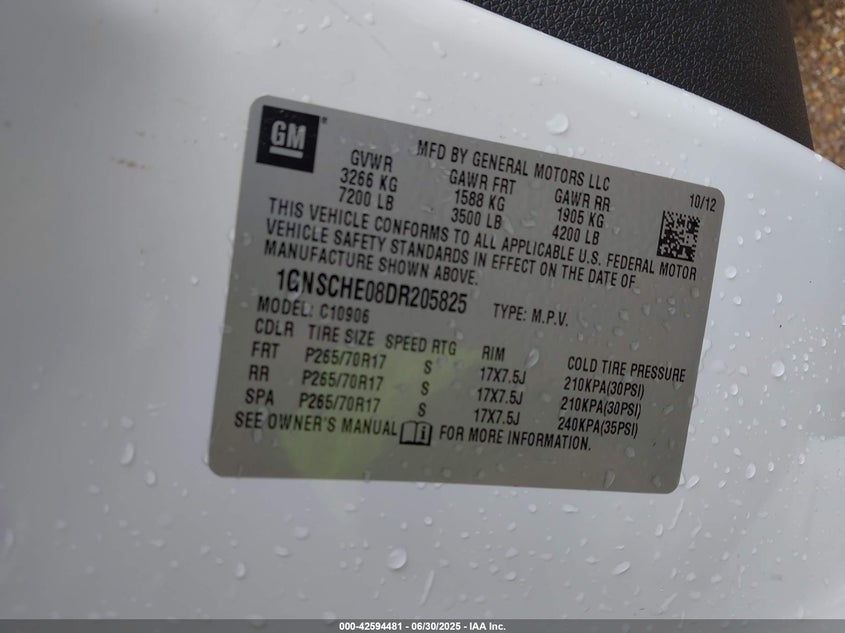 GM
®
MFD BY GENERAL MOTORS LLC
GVWR GAWR FRT GAWR RR 10/12
3266 KG 1588 KG 1905 KG
7200 LB 3500 LB 4200 LB
THIS VEHICLE CONFORMS TO ALL APPLICABLE U.S. FEDERAL MOTOR
VEHICLE SAFETY STANDARDS IN EFFECT ON THE DATE OF
MANUFACTURE SHOWN ABOVE.
1GNSCHE08DR205825 TYPE: M.P.V.
MODEL: C10906
CDLR TIRE SIZE SPEED RTG RIM COLD TIRE PRESSURE
FRT P265/70R17 S 17X7.5J 210KPA(30PSI)
RR P265/70R17 S 17X7.5J 210KPA(30PSI)
SPA P265/70R17 S 17X7.5J 240KPA(35PSI)
SEE OWNER'S MANUAL i FOR MORE INFORMATION.
000-42594481 - 06/30/2025 - IAA Inc.